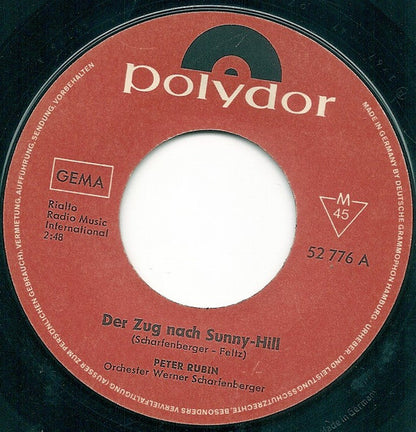 polydor
GEMA
Rialto
Radio Music
International
2:48
M
45
52 776 A
Der Zug nach Sunny-Hill
(Scharfenberger - Feltz)
PETER RUBIN
Orchester Werner Scharfenberger
MADE IN GERMANY BY DEUTSCHE GRAMMOPHON HAMBURG · URHEBER- UND LEISTUNGSSCHUTZRECHTE, BESONDERS VERVIELFÄLTIGUNG (AUSSER ZUM PERSÖNLICHEN), VERMIETUNG, AUFFÜHRUNG, SENDUNG, VORBEHALTEN
Made in Germany